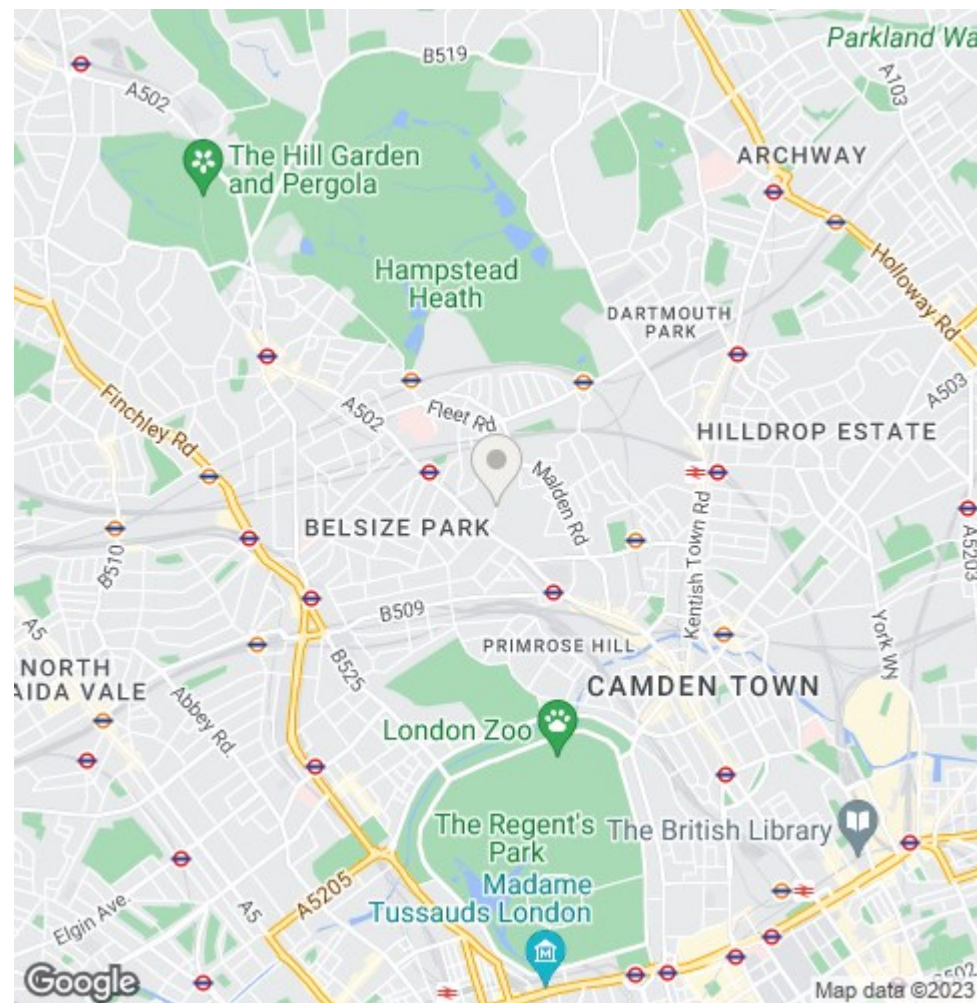 Parkland Wa
B519
A502
A103
The Hill Garden
and Pergola
ARCHWAY
Hampstead
Heath
Holloway Rd
DARTMOUTH
PARK
Finchley Rd
A502
Fleet Rd
A503
HILLDROP ESTATE
Malden Rd
BELSIZE PARK
B510
Kentish Town Rd
A5203
B509
A5
PRIMROSE HILL
York Wy
NORTH
AIDA VALE
B525
CAMDEN TOWN
Abbey Rd.
London Zoo
The Regent's
Park
The British Library
Madame
Tussauds London
A5205
A5
Elgin Ave.
A502
Google
Map data ©2023